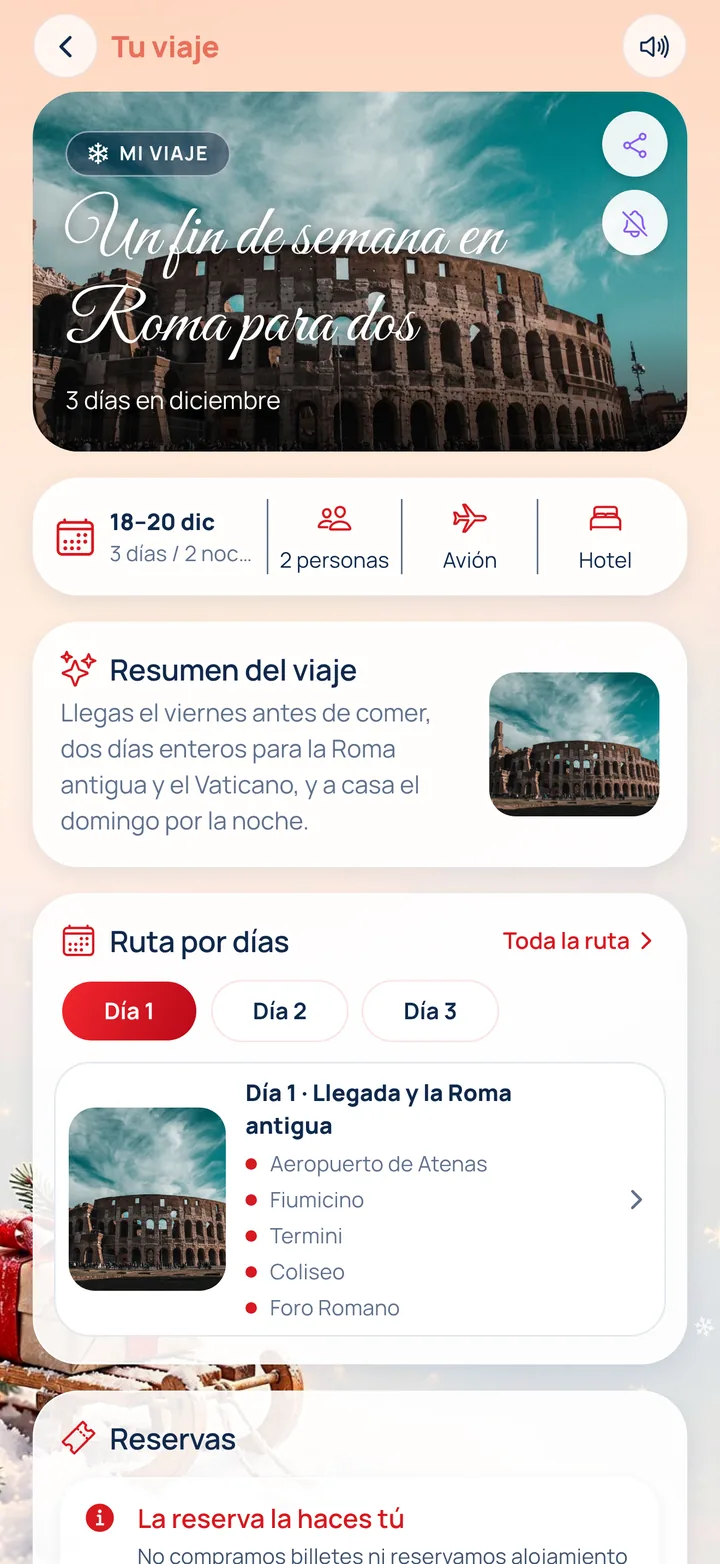 Tu viaje
MI VIAJE
Un fin de semana en
Roma para dos
3 días en diciembre
18–20 dic
3 días / 2 noc...
2 personas
Avión
Hotel
Resumen del viaje
Llegas el viernes antes de comer,
dos días enteros para la Roma
antigua y el Vaticano, y a casa el
domingo por la noche.
Ruta por días
Toda la ruta
Día 1
Día 2
Día 3
Día 1 · Llegada y la Roma
antigua
Aeropuerto de Atenas
Fiumicino
Termini
Coliseo
Foro Romano
Reservas
La reserva la haces tú
No compramos billetes ni reservamos alojamiento